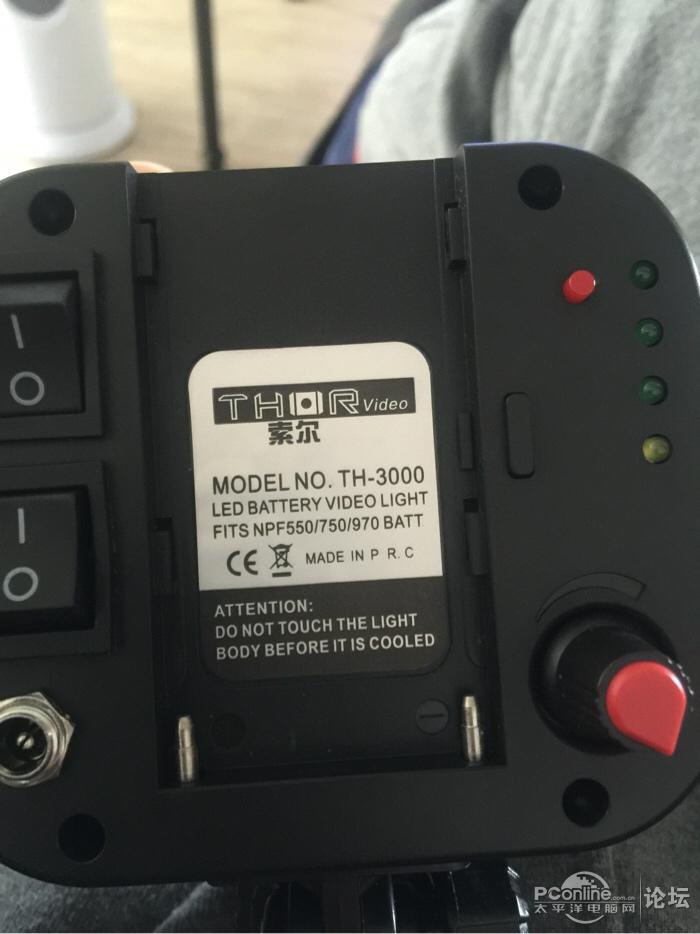 THOR Video
索尔
MODEL NO. TH-3000
LED BATTERY VIDEO LIGHT
FITS NPF550/750/970 BATT
CE MADE IN P R. C
ATTENTION:
DO NOT TOUCH THE LIGHT
BODY BEFORE IT IS COOLED
I
O
I
O
PConline.com.cn
太平洋电脑网
论坛